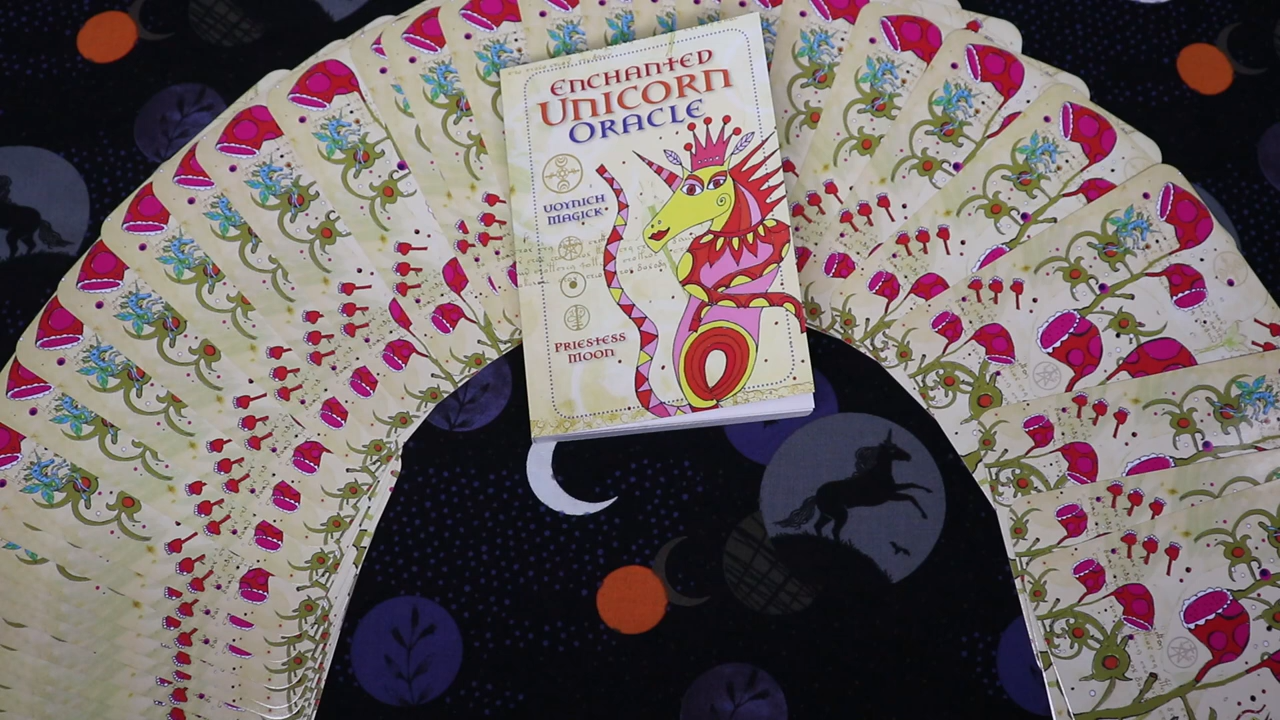 ENCHANTED
UNICORN
ORACLE
VOYNICH
MAGICK
PRIESTESS
MOON